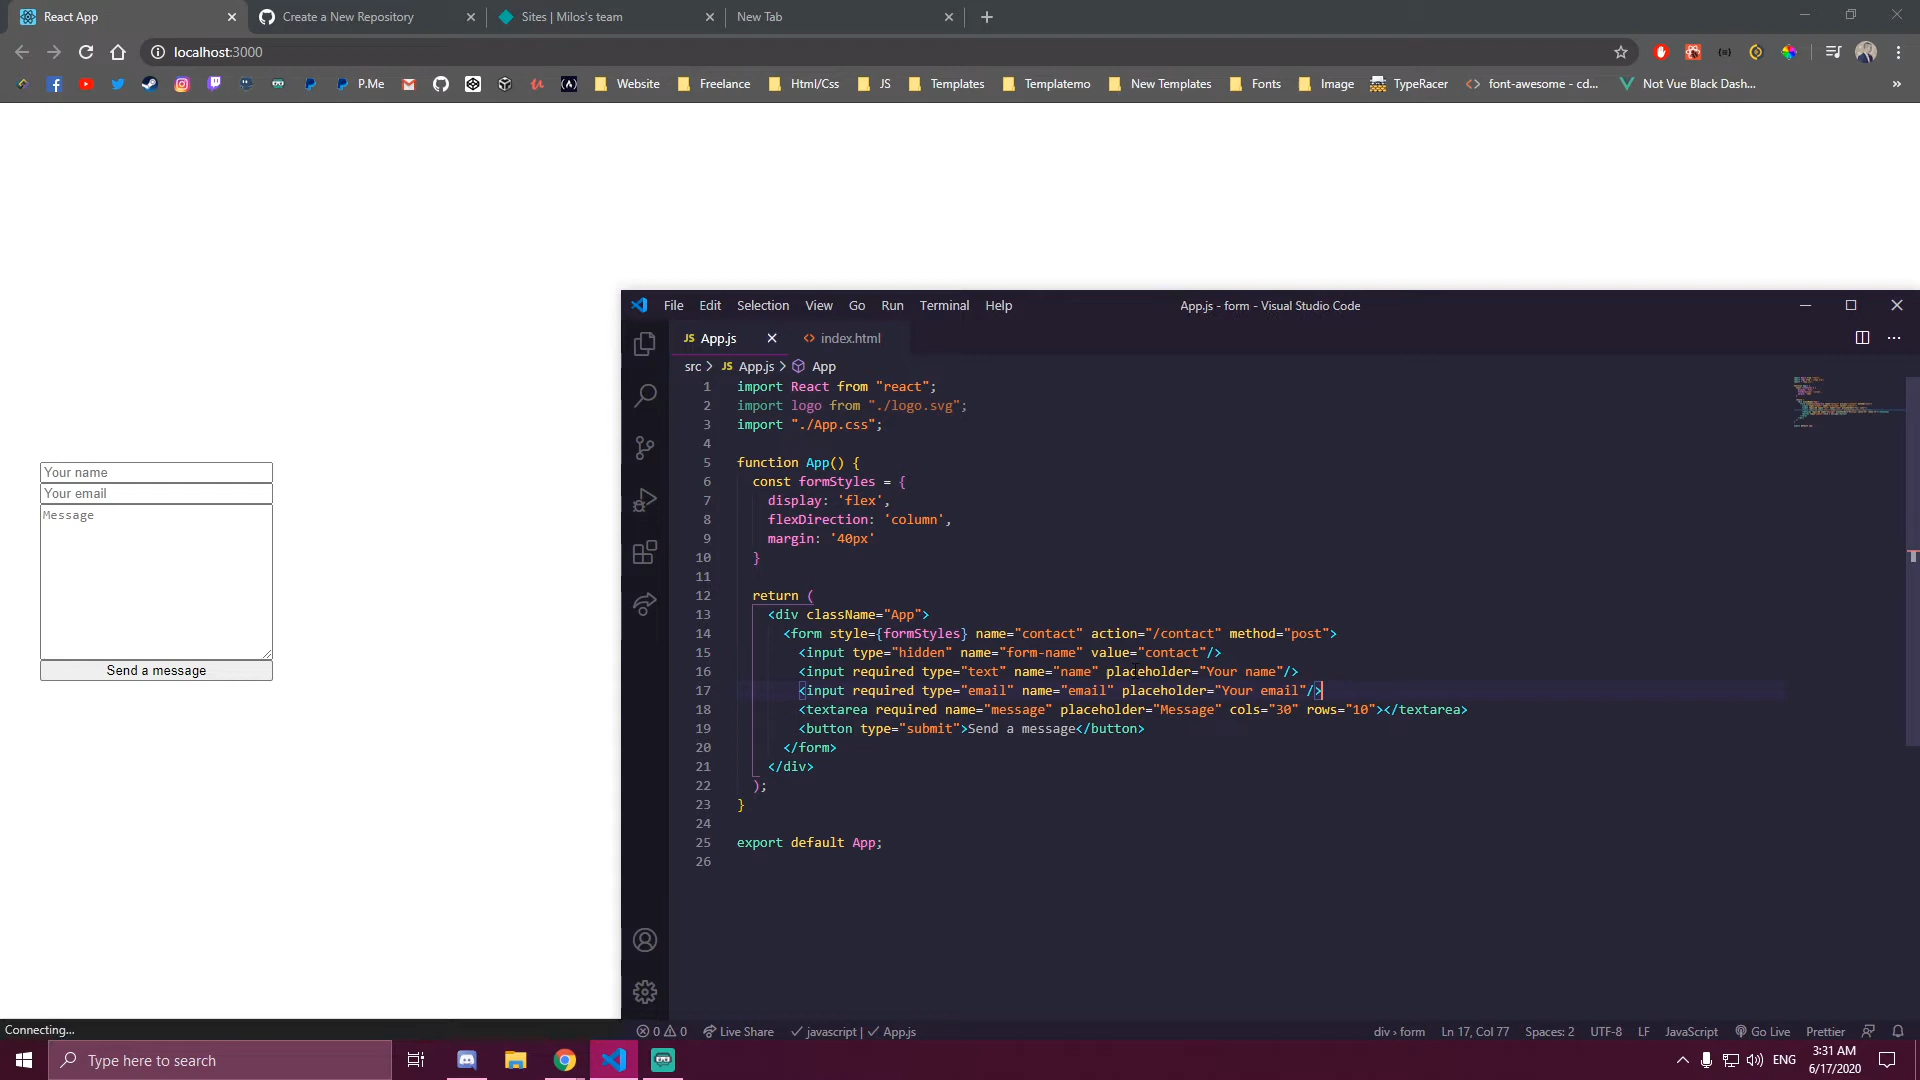 React App
Create a New Repository
Sites | Milos's team
New Tab
localhost:3000
P.Me
Website
Freelance
Html/Css
JS
Templates
Templatemo
New Templates
Fonts
Image
TypeRacer
font-awesome - cd...
Not Vue Black Dash...
»
Your name
Your email
Message
Send a message
Connecting...
File Edit Selection View Go Run Terminal Help
App.js - form - Visual Studio Code
JS App.js
<> index.html
src > JS App.js > App
1 import React from "react";
2 import logo from "./logo.svg";
3 import "./App.css";
4
5 function App() {
6 const formStyles = {
7 display: 'flex',
8 flexDirection: 'column',
9 margin: '40px'
10 }
11
12 return (
13 <div className="App">
14 <form style={formStyles} name="contact" action="/contact" method="post">
15 <input type="hidden" name="form-name" value="contact"/>
16 <input required type="text" name="name" placeholder="Your name"/>
17 <input required type="email" name="email" placeholder="Your email"/>
18 <textarea required name="message" placeholder="Message" cols="30" rows="10"></textarea>
19 <button type="submit">Send a message</button>
20 </form>
21 </div>
22 );
23 }
24
25 export default App;
26
0 0 Live Share javascript | App.js
div › form Ln 17, Col 77 Spaces: 2 UTF-8 LF JavaScript Go Live Prettier
Type here to search
ENG
3:31 AM
6/17/2020